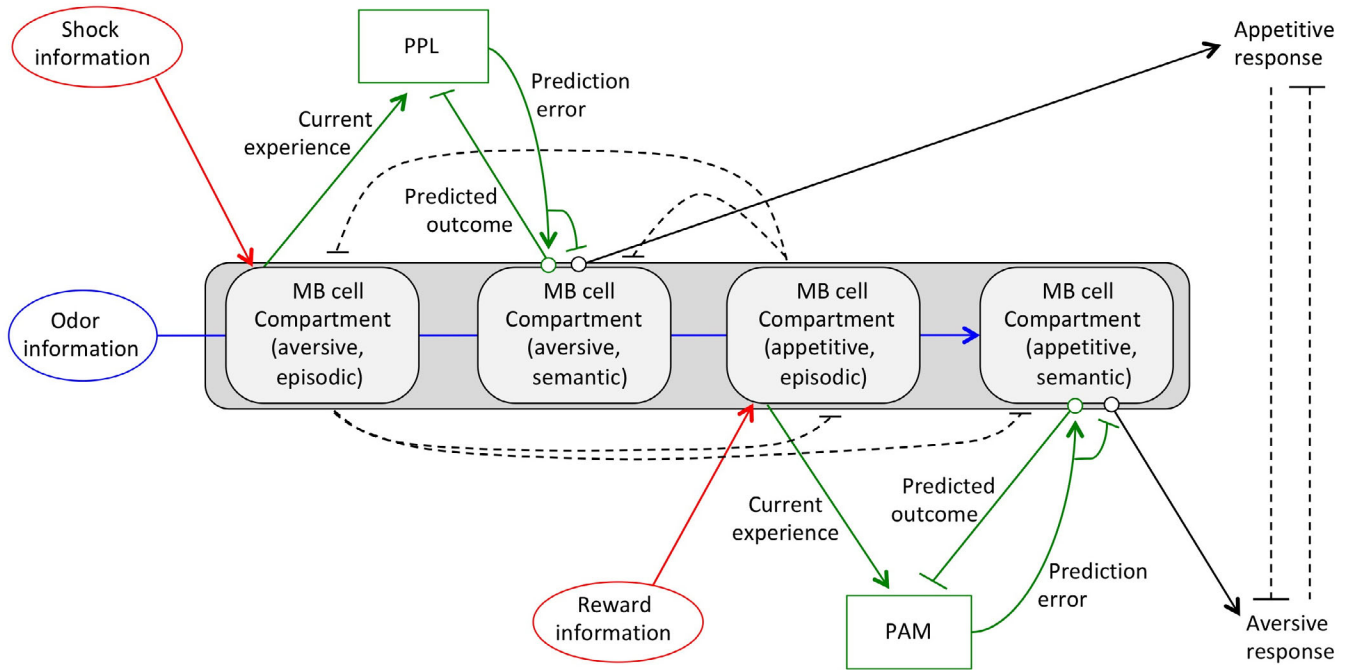 Shock
information
PPL
Prediction
error
Appetitive
response
Current
experience
Predicted
outcome
Odor
information
MB cell
Compartment
(aversive,
episodic)
MB cell
Compartment
(aversive,
semantic)
MB cell
Compartment
(appetitive,
episodic)
MB cell
Compartment
(appetitive,
semantic)
Current
experience
Predicted
outcome
Reward
information
PAM
Prediction
error
Aversive
response